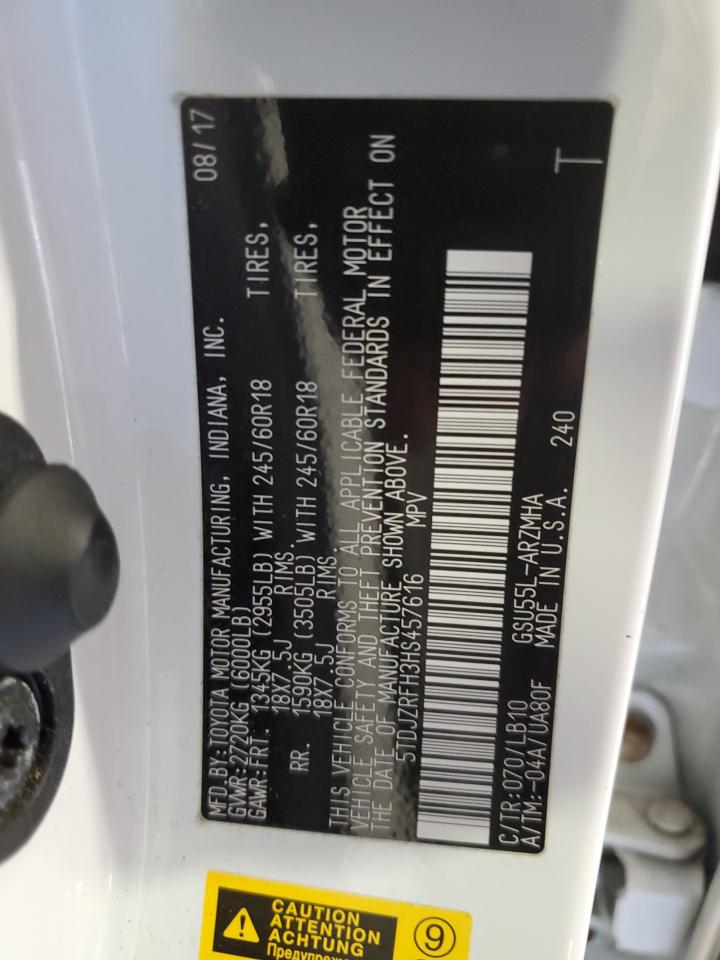 MFD.BY:TOYOTA MOTOR MANUFACTURING, INDIANA, INC. 08/17
GVWR:2720KG (6000LB)
GAWR:FRT. 1345KG (2955LB) WITH 245/60R18 TIRES,
18X7.5J RIMS.
RR. 1590KG (3505LB) WITH 245/60R18 TIRES,
18X7.5J RIMS.
THIS VEHICLE CONFORMS TO ALL APPLICABLE FEDERAL MOTOR
VEHICLE SAFETY AND THEFT PREVENTION STANDARDS IN EFFECT ON
THE DATE OF MANUFACTURE SHOWN ABOVE.
5TDJZRFH3HS457616 MPV
C/TR:070/LB10 GSU55L-ARZMHA 240
A/TM:-04A/UA80F MADE IN U.S.A. T
CAUTION
ATTENTION
ACHTUNG
Предупреж
9